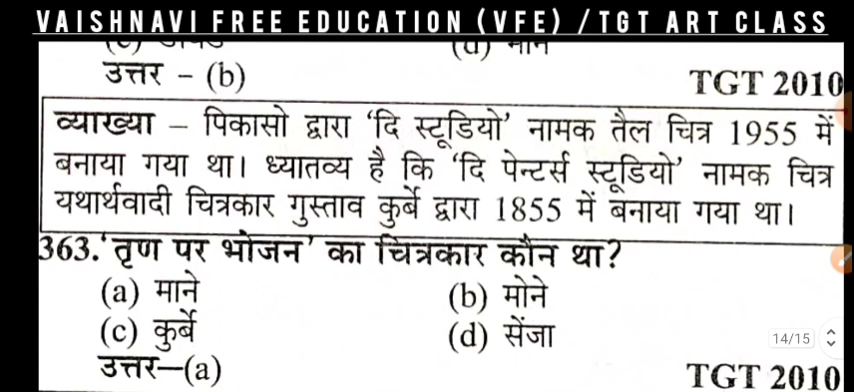 VAISHNAVI FREE EDUCATION (VFE) / TGT ART CLASS
उत्तर - (b)
TGT 2010
व्याख्या – पिकासो द्वारा ‘दि स्टूडियो’ नामक तैल चित्र 1955 में
बनाया गया था। ध्यातव्य है कि ‘दि पेन्टर्स स्टूडियो’ नामक चित्र
यथार्थवादी चित्रकार गुस्ताव कुर्बे द्वारा 1855 में बनाया गया था।
363. ‘तृण पर भोजन’ का चित्रकार कौन था?
(a) माने (b) मोने
(c) कुर्बे (d) सेंजा
14/15
उत्तर—(a)
TGT 2010